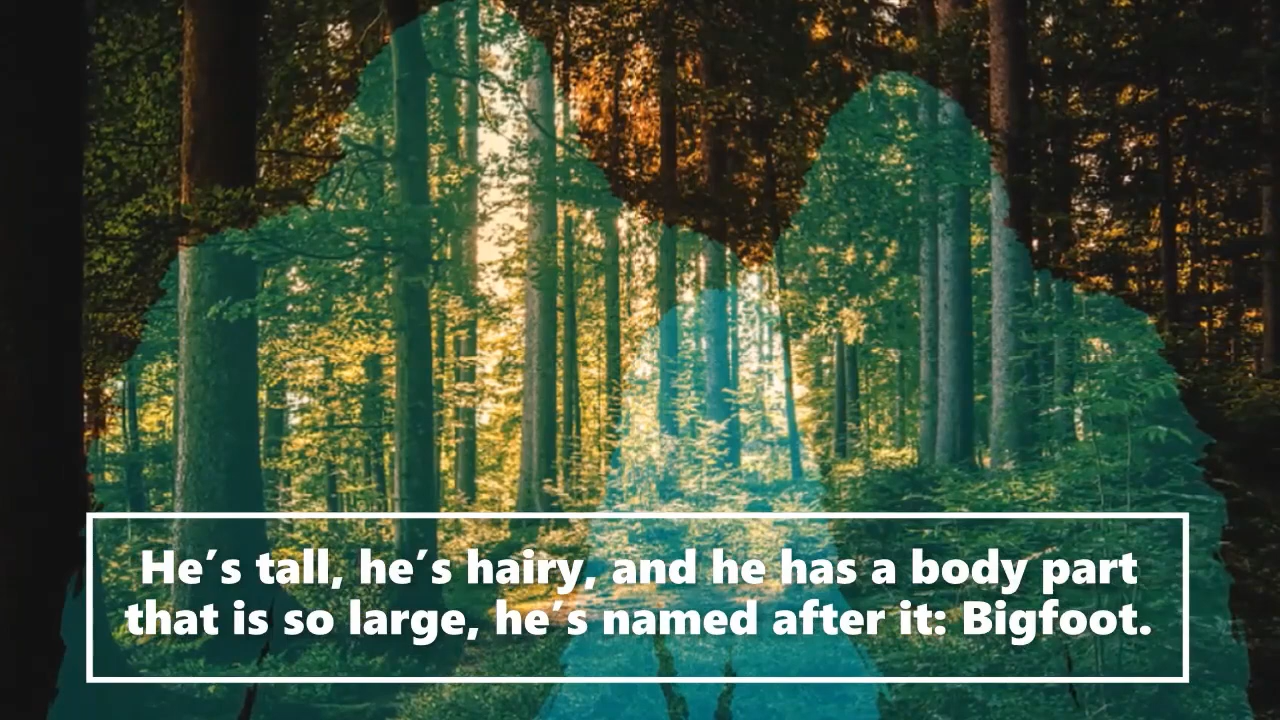 He’s tall, he’s hairy, and he has a body part
that is so large, he’s named after it: Bigfoot.